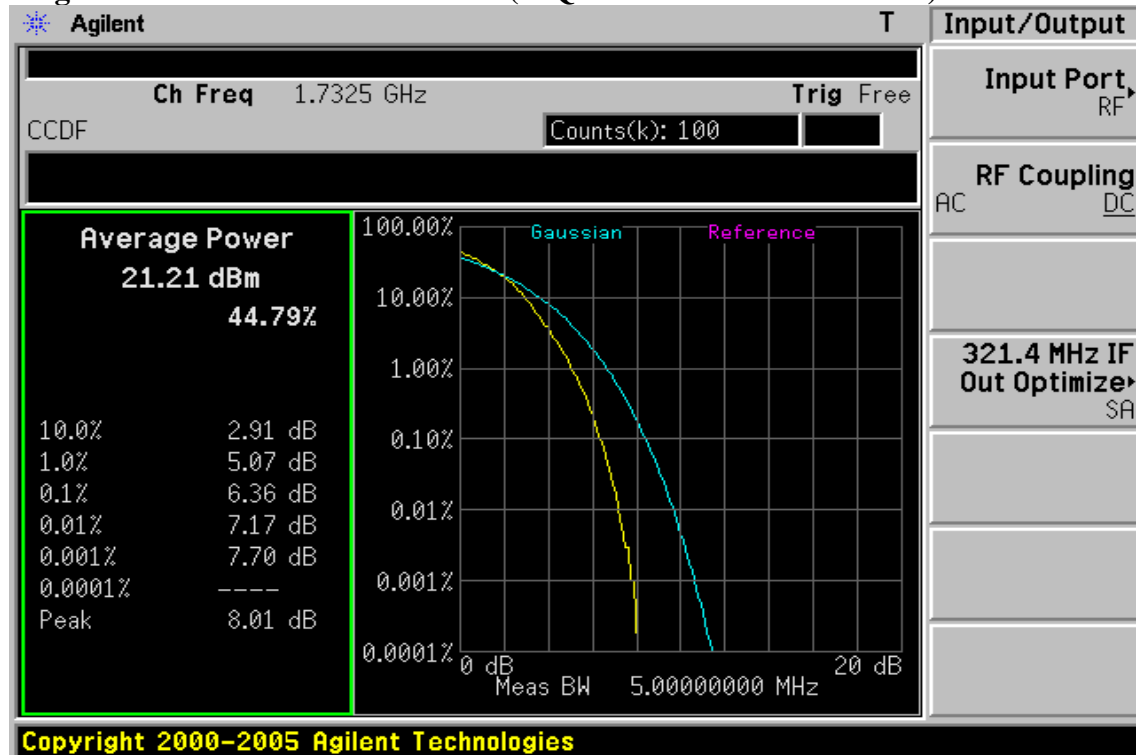 Agilent T
Input/Output
Ch Freq 1.7325 GHz Trig Free
CCDF Counts(k): 100
Input Port
RF
RF Coupling
AC DC
321.4 MHz IF
Out Optimize
SA
Average Power
21.21 dBm
44.79%
10.0% 2.91 dB
1.0% 5.07 dB
0.1% 6.36 dB
0.01% 7.17 dB
0.001% 7.70 dB
0.0001% ----
Peak 8.01 dB
Gaussian Reference
100.00%
10.00%
1.00%
0.10%
0.01%
0.001%
0.0001%
0 dB 20 dB
Meas BW 5.00000000 MHz
Copyright 2000-2005 Agilent Technologies